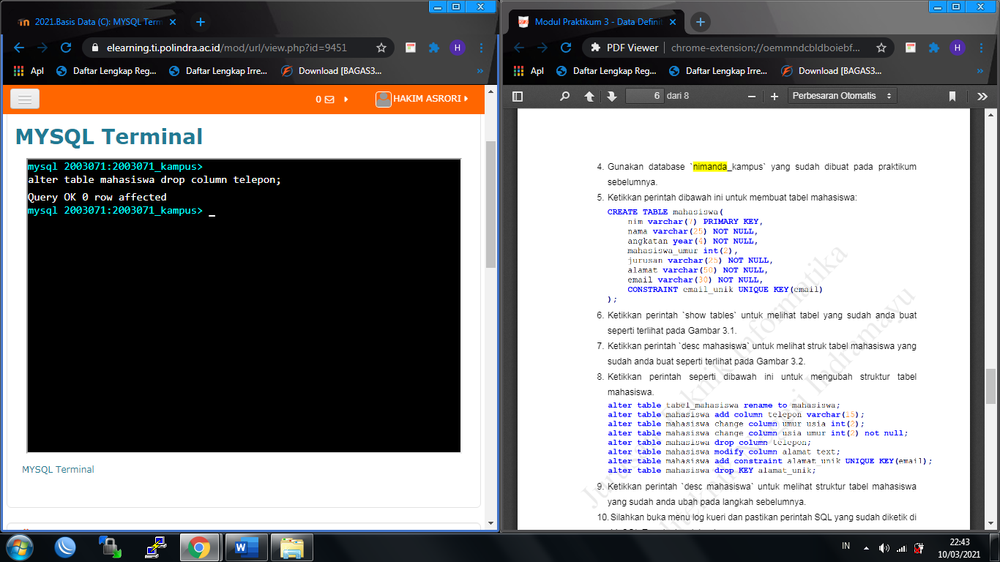 2021.Basis Data (C): MYSQL Term
elearning.ti.polindra.ac.id/mod/url/view.php?id=9451
H
Apl
Daftar Lengkap Reg...
Daftar Lengkap Irre...
Download [BAGAS3...
»
0
HAKIM ASRORI
MYSQL Terminal
mysql 2003071:2003071_kampus>
alter table mahasiswa drop column telepon;
Query OK 0 row affected
mysql 2003071:2003071_kampus> _
MYSQL Terminal
Modul Praktikum 3 - Data Definit
PDF Viewer
chrome-extension://oemmndcbldboiebf...
H
Apl
Daftar Lengkap Reg...
Daftar Lengkap Irre...
Download [BAGAS3...
»
6 dari 8
Perbesaran Otomatis
4. Gunakan database `nimanda_kampus` yang sudah dibuat pada praktikum
sebelumnya.
5. Ketikkan perintah dibawah ini untuk membuat tabel mahasiswa:
CREATE TABLE mahasiswa(
nim varchar(7) PRIMARY KEY,
nama varchar(25) NOT NULL,
angkatan year(4) NOT NULL,
mahasiswa_umur int(2),
jurusan varchar(25) NOT NULL,
alamat varchar(50) NOT NULL,
email varchar(30) NOT NULL,
CONSTRAINT email_unik UNIQUE KEY(email)
);
6. Ketikkan perintah `show tables` untuk melihat tabel yang sudah anda buat
seperti terlihat pada Gambar 3.1.
7. Ketikkan perintah `desc mahasiswa` untuk melihat struk tabel mahasiswa yang
sudah anda buat seperti terlihat pada Gambar 3.2.
8. Ketikkan perintah seperti dibawah ini untuk mengubah struktur tabel
mahasiswa.
alter table tabel_mahasiswa rename to mahasiswa;
alter table mahasiswa add column telepon varchar(15);
alter table mahasiswa change column umur usia int(2);
alter table mahasiswa change column usia umur int(2) not null;
alter table mahasiswa drop column telepon;
alter table mahasiswa modify column alamat text;
alter table mahasiswa add constraint alamat_unik UNIQUE KEY(email);
alter table mahasiswa drop KEY alamat_unik;
9. Ketikkan perintah `desc mahasiswa` untuk melihat struktur tabel mahasiswa
yang sudah anda ubah pada langkah sebelumnya.
10. Silahkan buka menu log kueri dan pastikan perintah SQL yang sudah diketik di
IN
22:43
10/03/2021